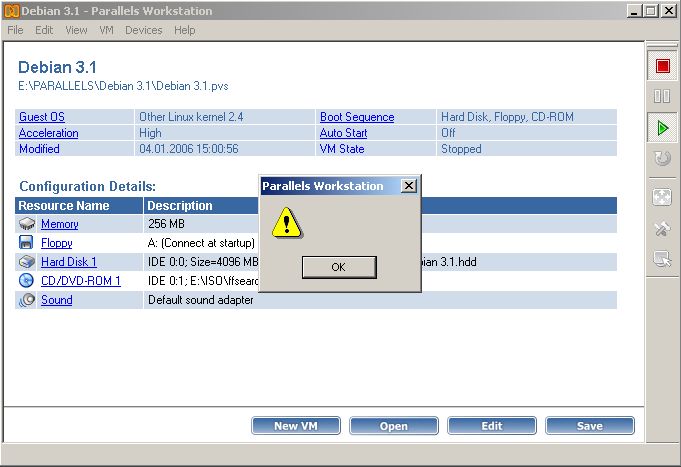 Debian 3.1 - Parallels Workstation
File Edit View VM Devices Help
Debian 3.1
E:\PARALLELS\Debian 3.1\Debian 3.1.pvs
Guest OS Other Linux kernel 2.4 Boot Sequence Hard Disk, Floppy, CD-ROM
Acceleration High Auto Start Off
Modified 04.01.2006 15:00:56 VM State Stopped
Configuration Details:
Resource Name Description
Memory 256 MB
Floppy A: (Connect at startup)
Hard Disk 1 IDE 0:0; Size=4096 MB 3.1.hdd
CD/DVD-ROM 1 IDE 0:1; E:\ISO\ffsearc
Sound Default sound adapter
Parallels Workstation
OK
New VM Open Edit Save